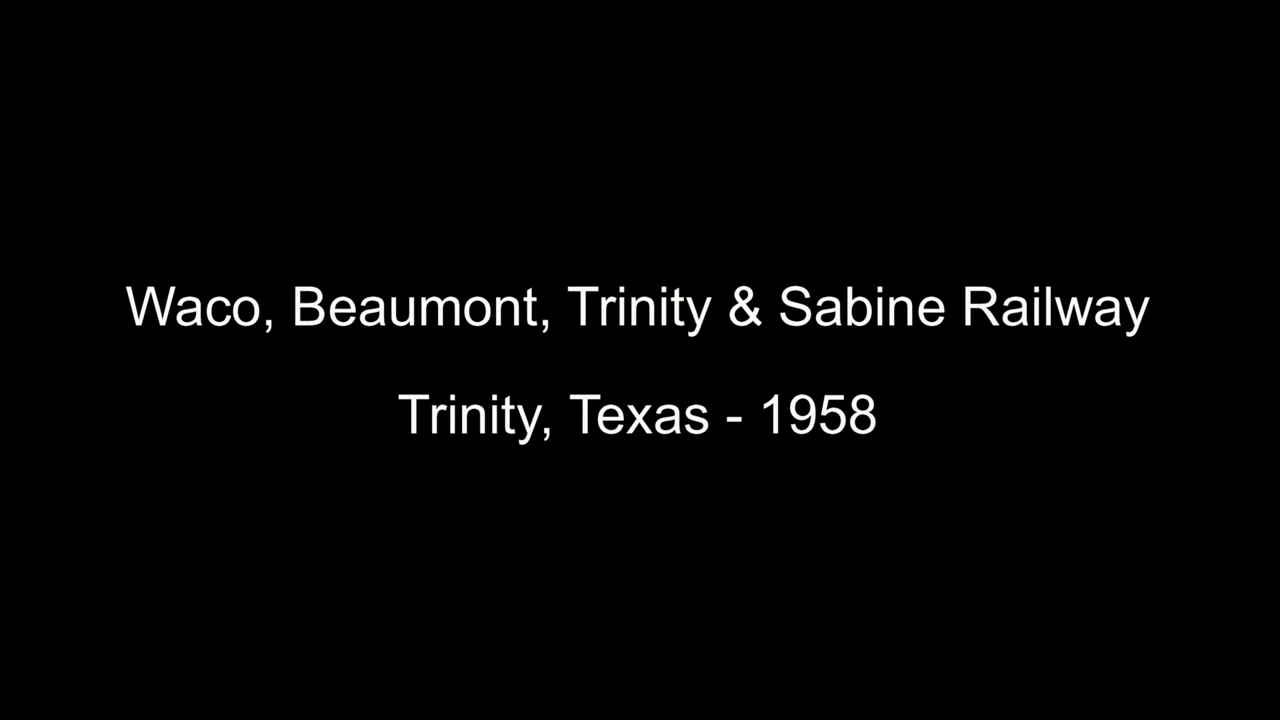 Waco, Beaumont, Trinity & Sabine Railway
Trinity, Texas - 1958